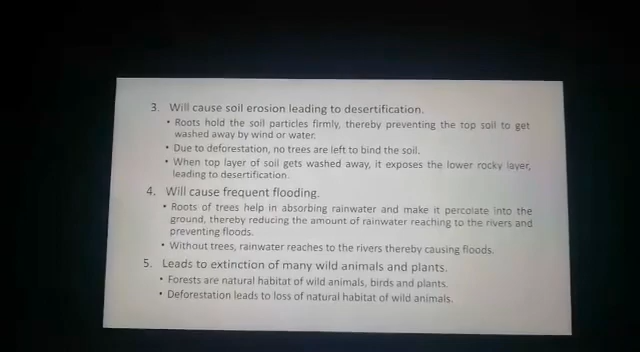 3. Will cause soil erosion leading to desertification.
• Roots hold the soil particles firmly, thereby preventing the top soil to get
washed away by wind or water.
• Due to deforestation, no trees are left to bind the soil.
• When top layer of soil gets washed away, it exposes the lower rocky layer,
leading to desertification.
4. Will cause frequent flooding.
• Roots of trees help in absorbing rainwater and make it percolate into the
ground, thereby reducing the amount of rainwater reaching to the rivers and
preventing floods.
• Without trees, rainwater reaches to the rivers thereby causing floods.
5. Leads to extinction of many wild animals and plants.
• Forests are natural habitat of wild animals, birds and plants.
• Deforestation leads to loss of natural habitat of wild animals.